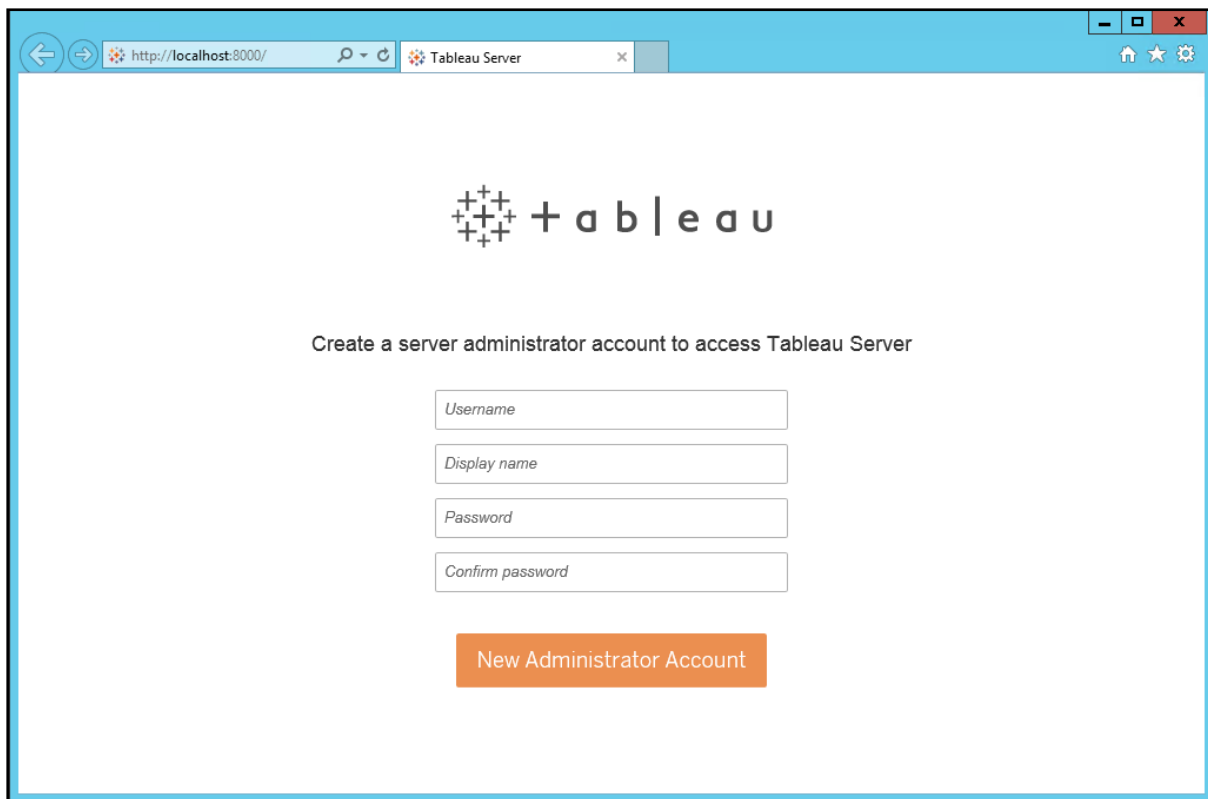 http://localhost:8000/
Tableau Server
+ableau
Create a server administrator account to access Tableau Server
Username
Display name
Password
Confirm password
New Administrator Account